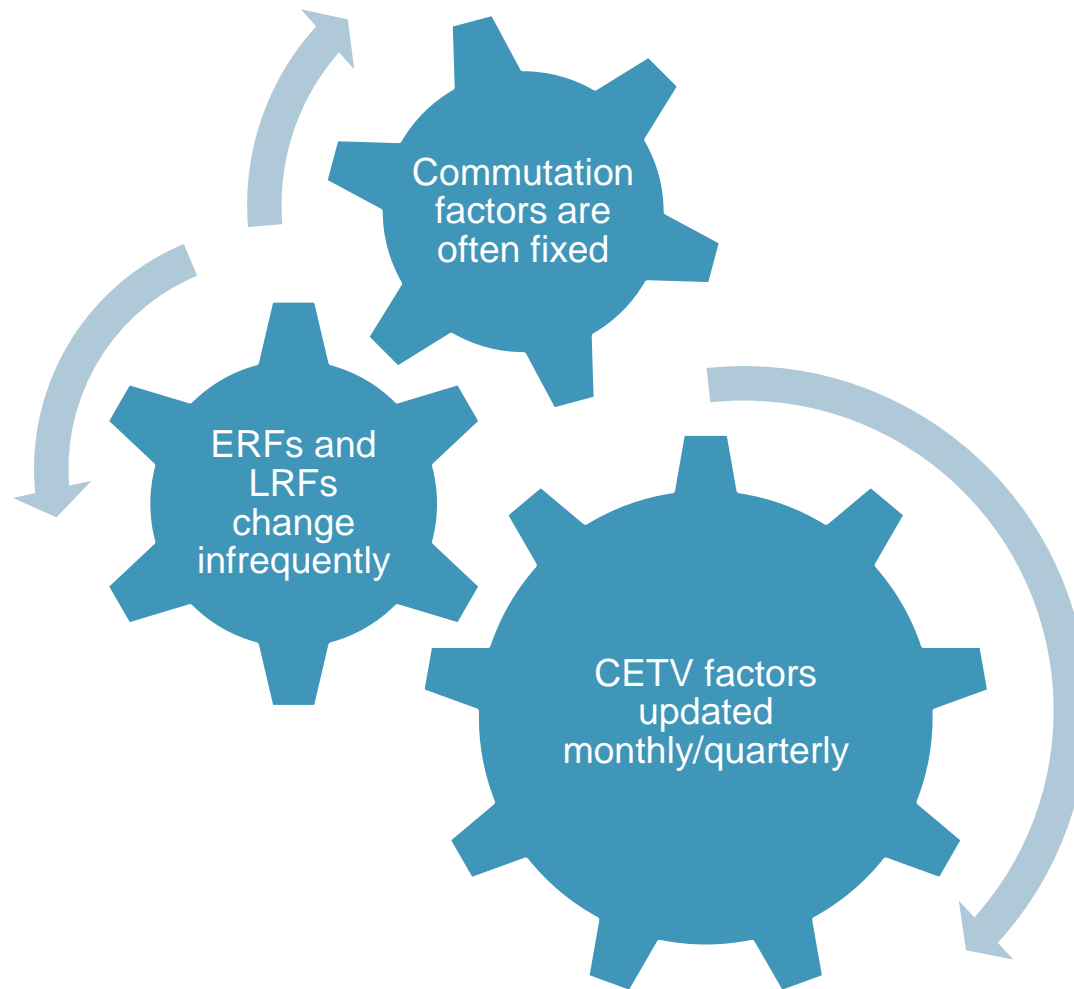 Commutation
factors are
often fixed
ERFs and
LRFs
change
infrequently
CETV factors
updated
monthly/quarterly